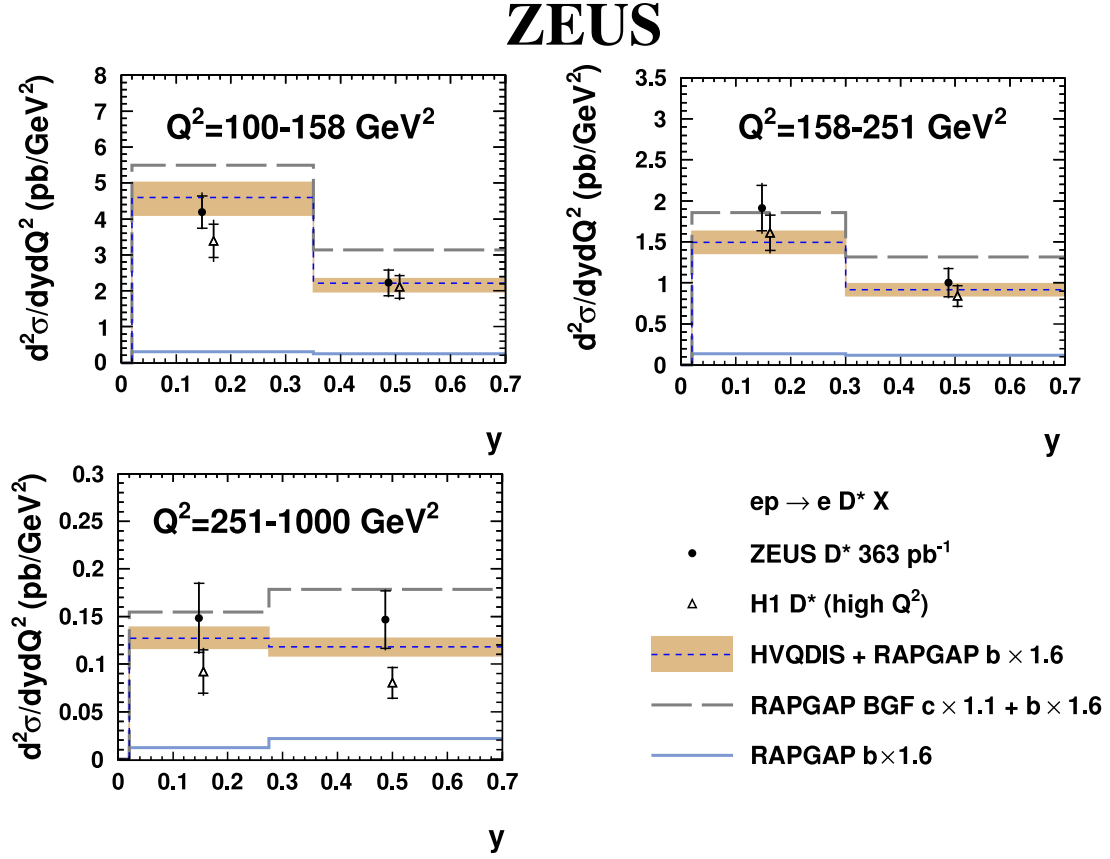 ZEUS
d²σ/dydQ² (pb/GeV²)
8
7
6
5
4
3
2
1
0
Q²=100-158 GeV²
0 0.1 0.2 0.3 0.4 0.5 0.6 0.7
y
d²σ/dydQ² (pb/GeV²)
3.5
3
2.5
2
1.5
1
0.5
0
Q²=158-251 GeV²
0 0.1 0.2 0.3 0.4 0.5 0.6 0.7
y
d²σ/dydQ² (pb/GeV²)
0.3
0.25
0.2
0.15
0.1
0.05
0
Q²=251-1000 GeV²
0 0.1 0.2 0.3 0.4 0.5 0.6 0.7
y
ep → e D* X
ZEUS D* 363 pb⁻¹
H1 D* (high Q²)
HVQDIS + RAPGAP b × 1.6
RAPGAP BGF c × 1.1 + b × 1.6
RAPGAP b × 1.6